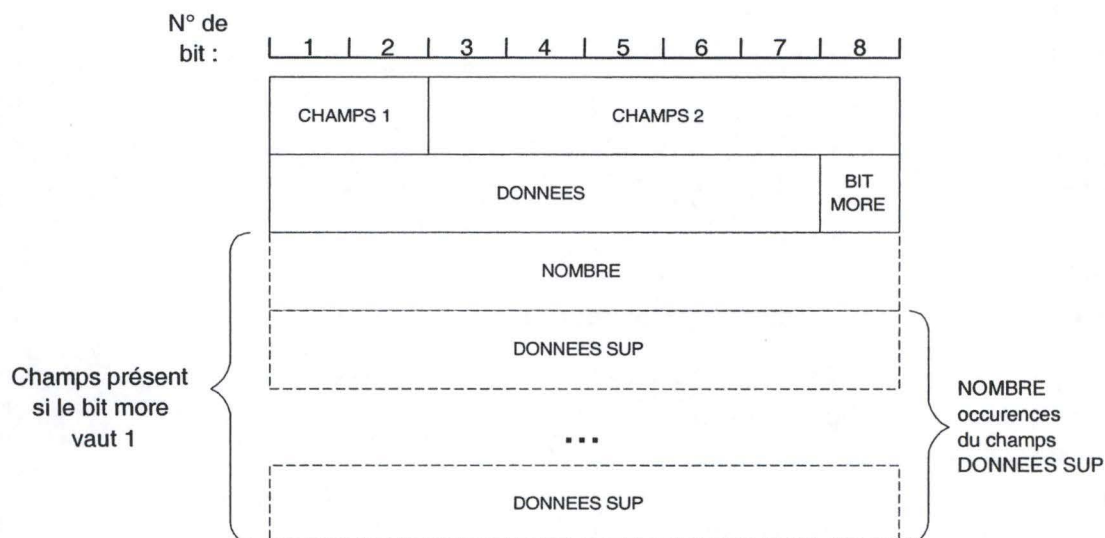 N° de
bit :
1 2 3 4 5 6 7 8
CHAMPS 1 CHAMPS 2
DONNEES BIT
MORE
NOMBRE
DONNEES SUP
Champs présent
si le bit more
vaut 1
...
NOMBRE
occurences
du champs
DONNEES SUP
DONNEES SUP